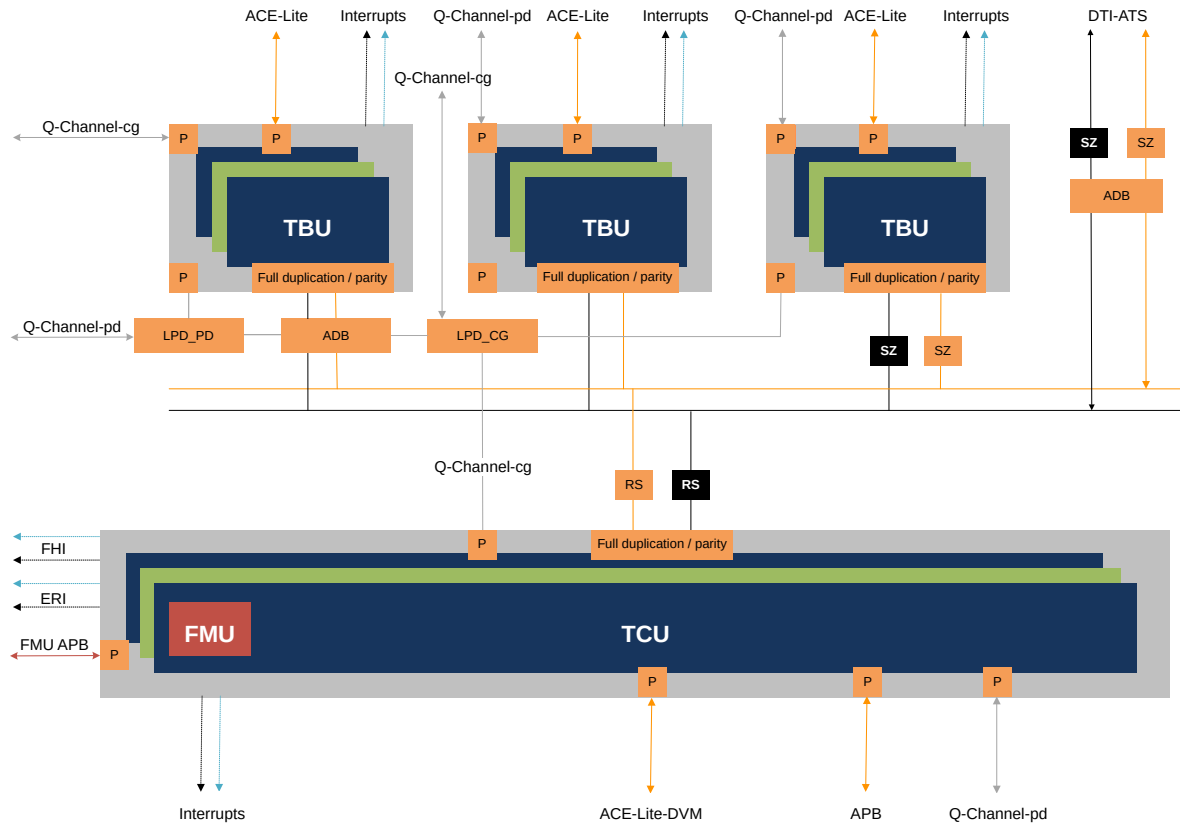 ACE-Lite
Interrupts
Q-Channel-pd
ACE-Lite
Interrupts
Q-Channel-pd
ACE-Lite
Interrupts
DTI-ATS
Q-Channel-cg
Q-Channel-cg
P
P
P
P
P
P
SZ
SZ
ADB
TBU
TBU
TBU
P
Full duplication / parity
P
Full duplication / parity
P
Full duplication / parity
Q-Channel-pd
LPD_PD
ADB
LPD_CG
SZ
SZ
Q-Channel-cg
RS
RS
P
Full duplication / parity
FHI
ERI
FMU APB
P
FMU
TCU
P
P
P
Interrupts
ACE-Lite-DVM
APB
Q-Channel-pd